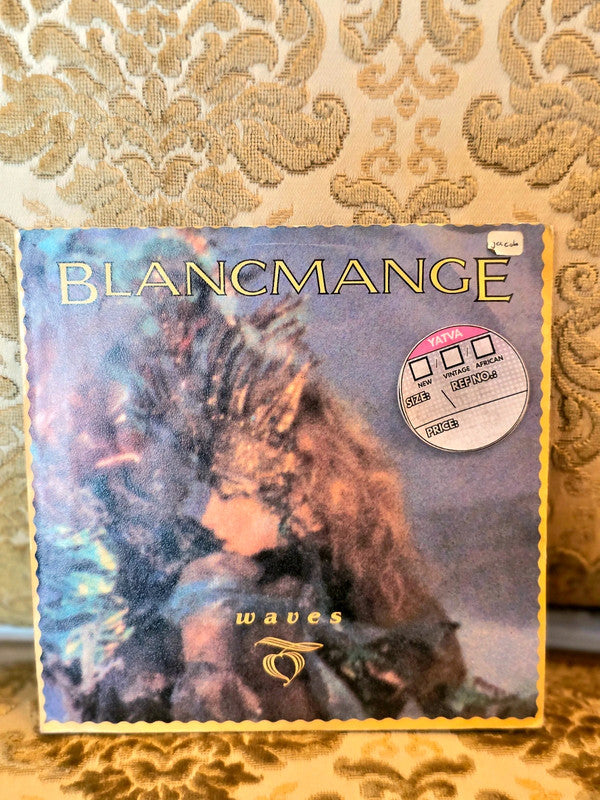 BLANCMANGE
YATVA
/ /
NEW VINTAGE AFRICAN
SIZE: \ REF NO.:
PRICE:
waves